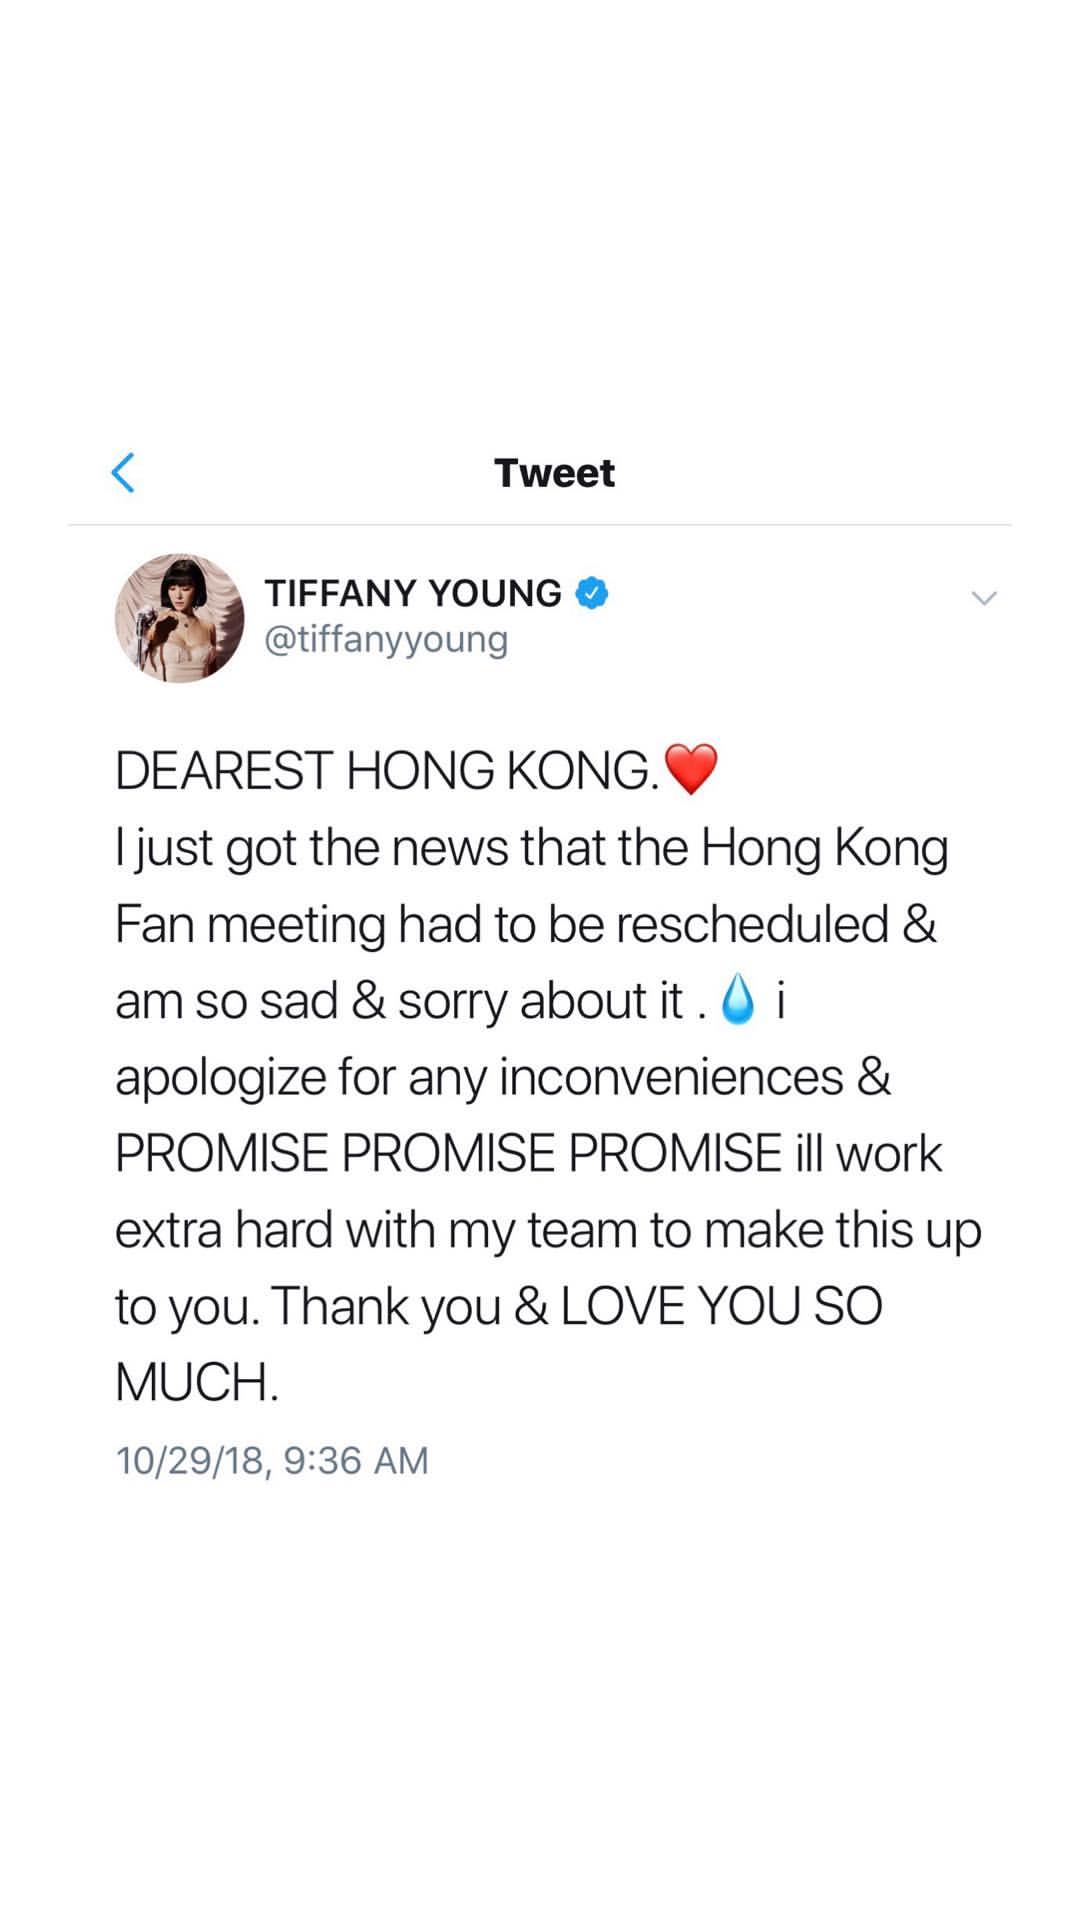 Tweet
TIFFANY YOUNG
@tiffanyyoung
DEAREST HONG KONG.❤️
I just got the news that the Hong Kong
Fan meeting had to be rescheduled &
am so sad & sorry about it . 💧 i
apologize for any inconveniences &
PROMISE PROMISE PROMISE ill work
extra hard with my team to make this up
to you. Thank you & LOVE YOU SO
MUCH.
10/29/18, 9:36 AM